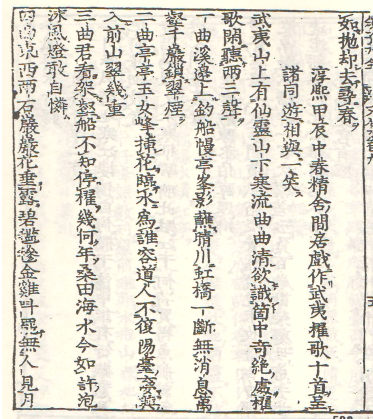 如拋却去尋春
淳熙甲辰中春精舍閒居戲作武夷櫂歌十首呈
諸同遊相與一笑
武夷山上有仙靈山下寒流曲曲清欲識箇中奇絶處櫂
歌閑聽兩三聲
一曲溪邊上釣船幔亭峯影蘸晴川虹橋一斷無消息萬
壑千巖鎖翠煙
二曲亭亭玉女峰插花臨水為誰容道人不復陽臺夢興
入前山翠幾重
三曲君看架壑船不知停櫂幾何年桑田海水今如許泡
沫風燈敢自憐
四曲東西兩石巖巖花垂露碧㲯毿金雞叫罷無人見月